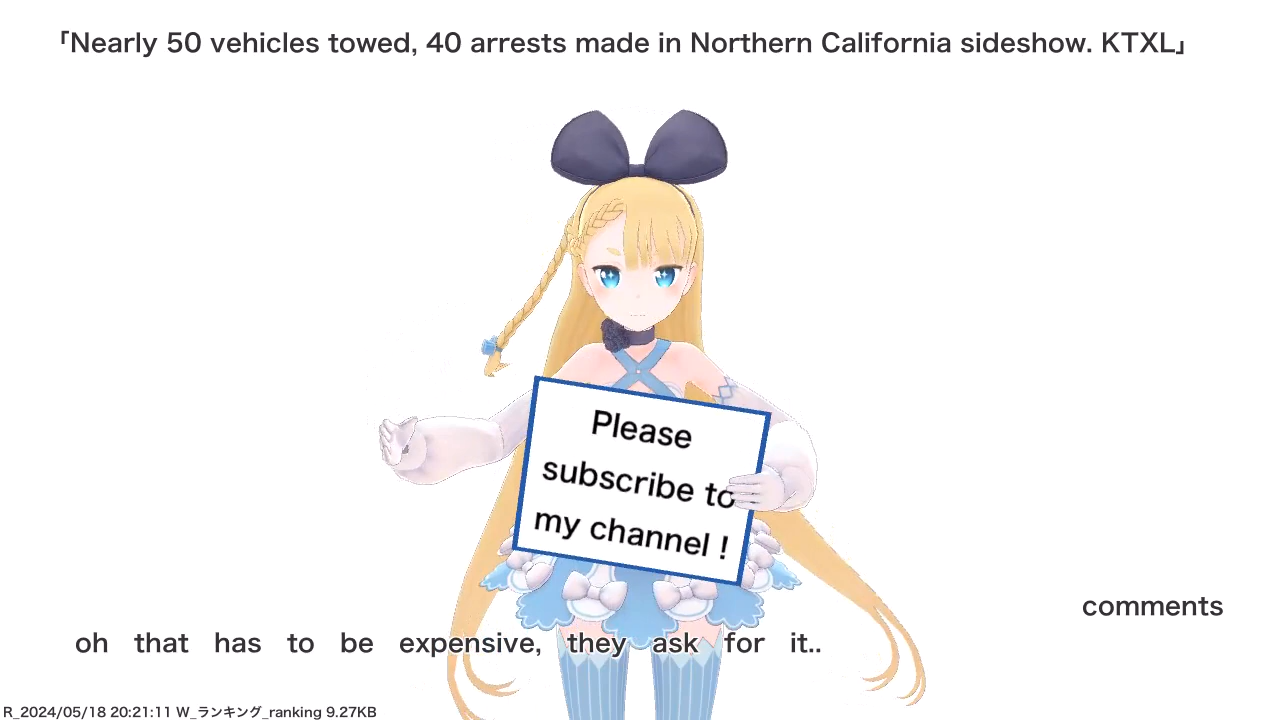 「Nearly 50 vehicles towed, 40 arrests made in Northern California sideshow. KTXL」
Please
subscribe to
my channel !
comments
oh that has to be expensive, they ask for it..
R_2024/05/18 20:21:11 W_ランキング_ranking 9.27KB